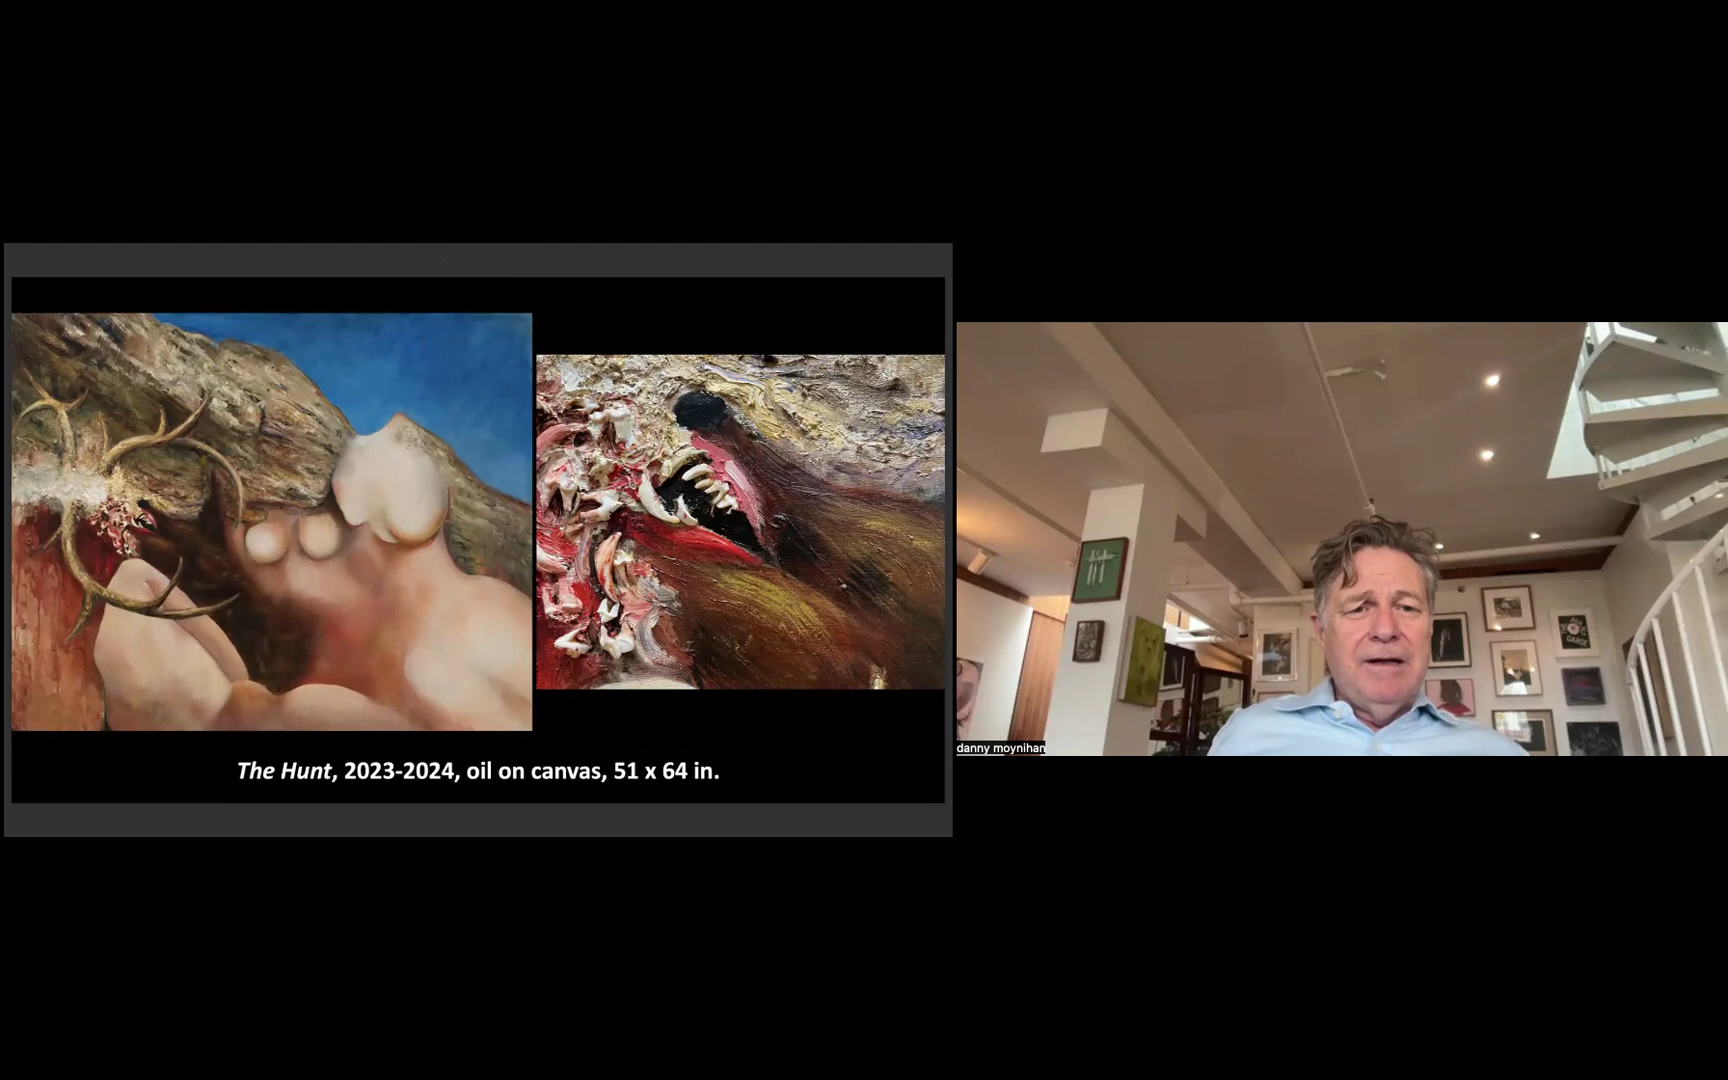 The Hunt, 2023-2024, oil on canvas, 51 x 64 in.
danny moynihan